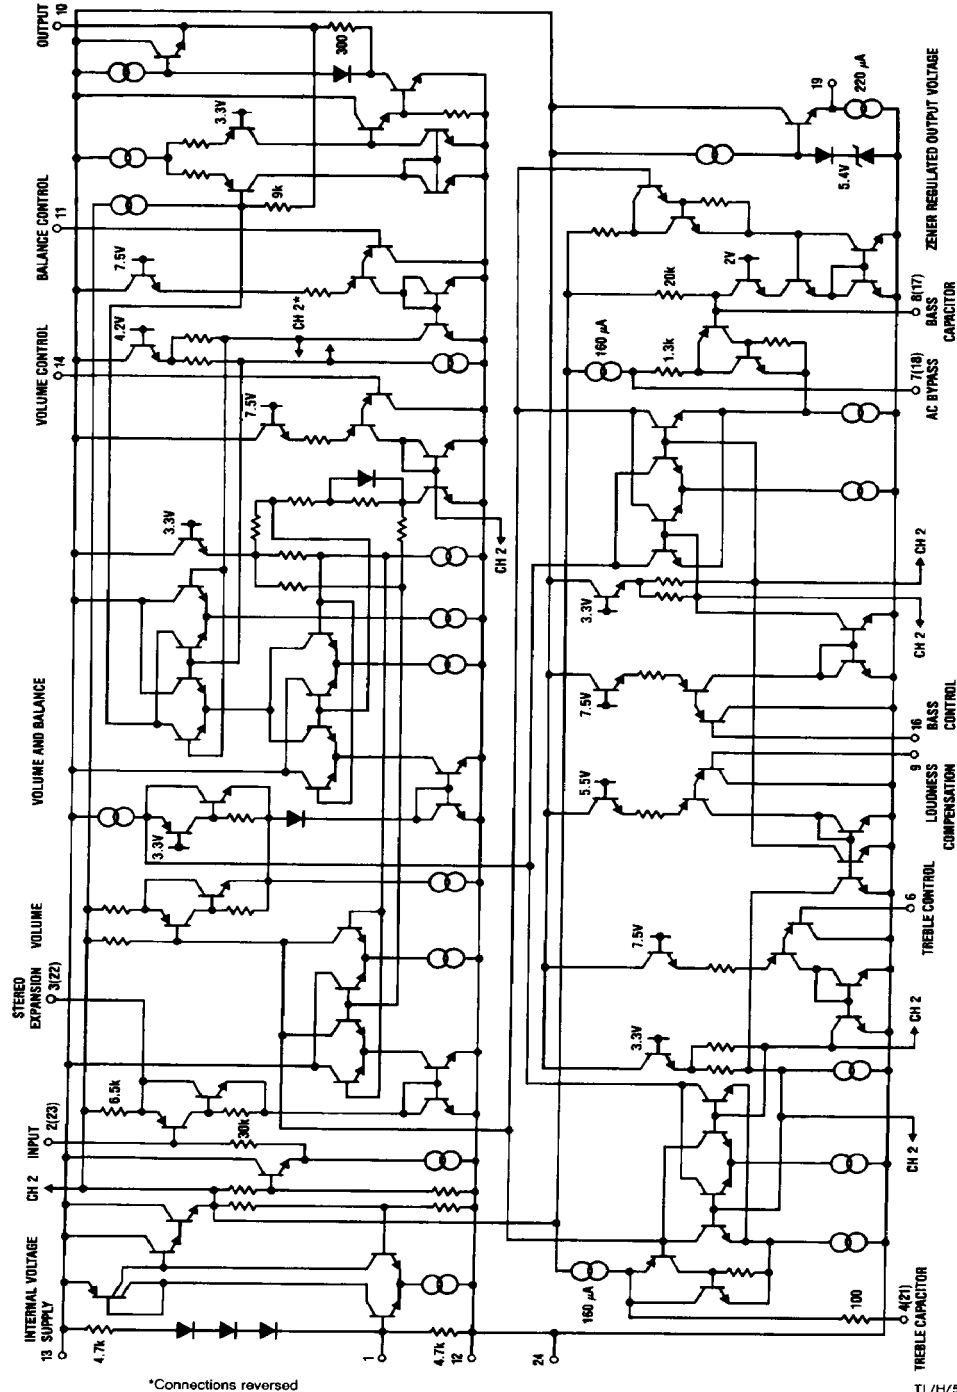 INTERNAL VOLTAGE
SUPPLY
13
4.7k
1
4.7k
12
CH 2
INPUT
2(23)
30k
6.5k
STEREO
EXPANSION
3(22)
VOLUME
3.3V
VOLUME AND BALANCE
3.3V
CH 2
VOLUME CONTROL
14
7.5V
4.2V
CH 2*
BALANCE CONTROL
11
7.5V
9k
3.3V
300
OUTPUT
10
24
160 µA
100
4(21)
TREBLE CAPACITOR
CH 2
3.3V
CH 2
7.5V
6
TREBLE CONTROL
5.5V
9
LOUDNESS
COMPENSATION
7.5V
16
BASS
CONTROL
3.3V
CH 2
CH 2
160 µA
1.3k
7(18)
AC BYPASS
20k
2V
8(17)
BASS
CAPACITOR
5.4V
19
220 µA
ZENER REGULATED OUTPUT VOLTAGE
*Connections reversed